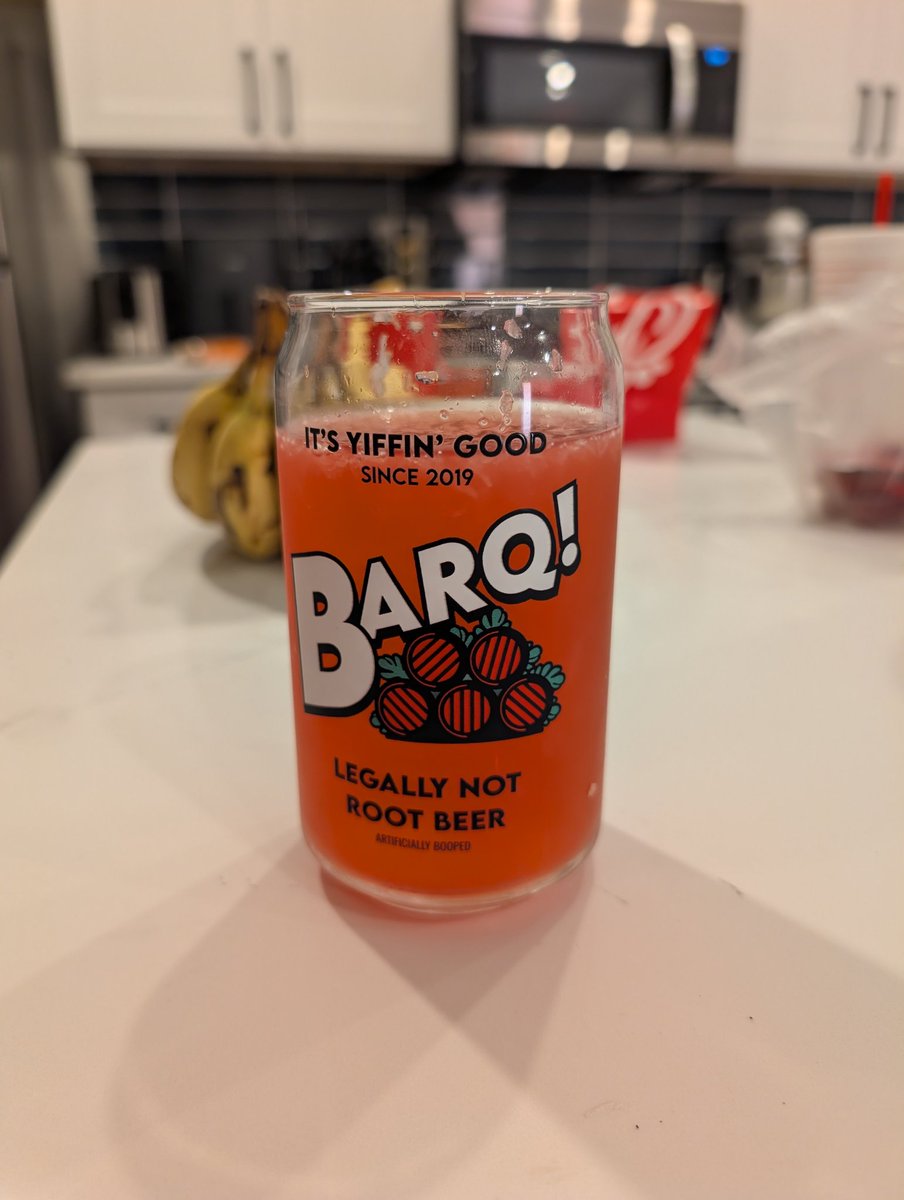 IT'S YIFFIN' GOOD
SINCE 2019
BARQ!
LEGALLY NOT
ROOT BEER
ARTIFICIALLY BOOPED